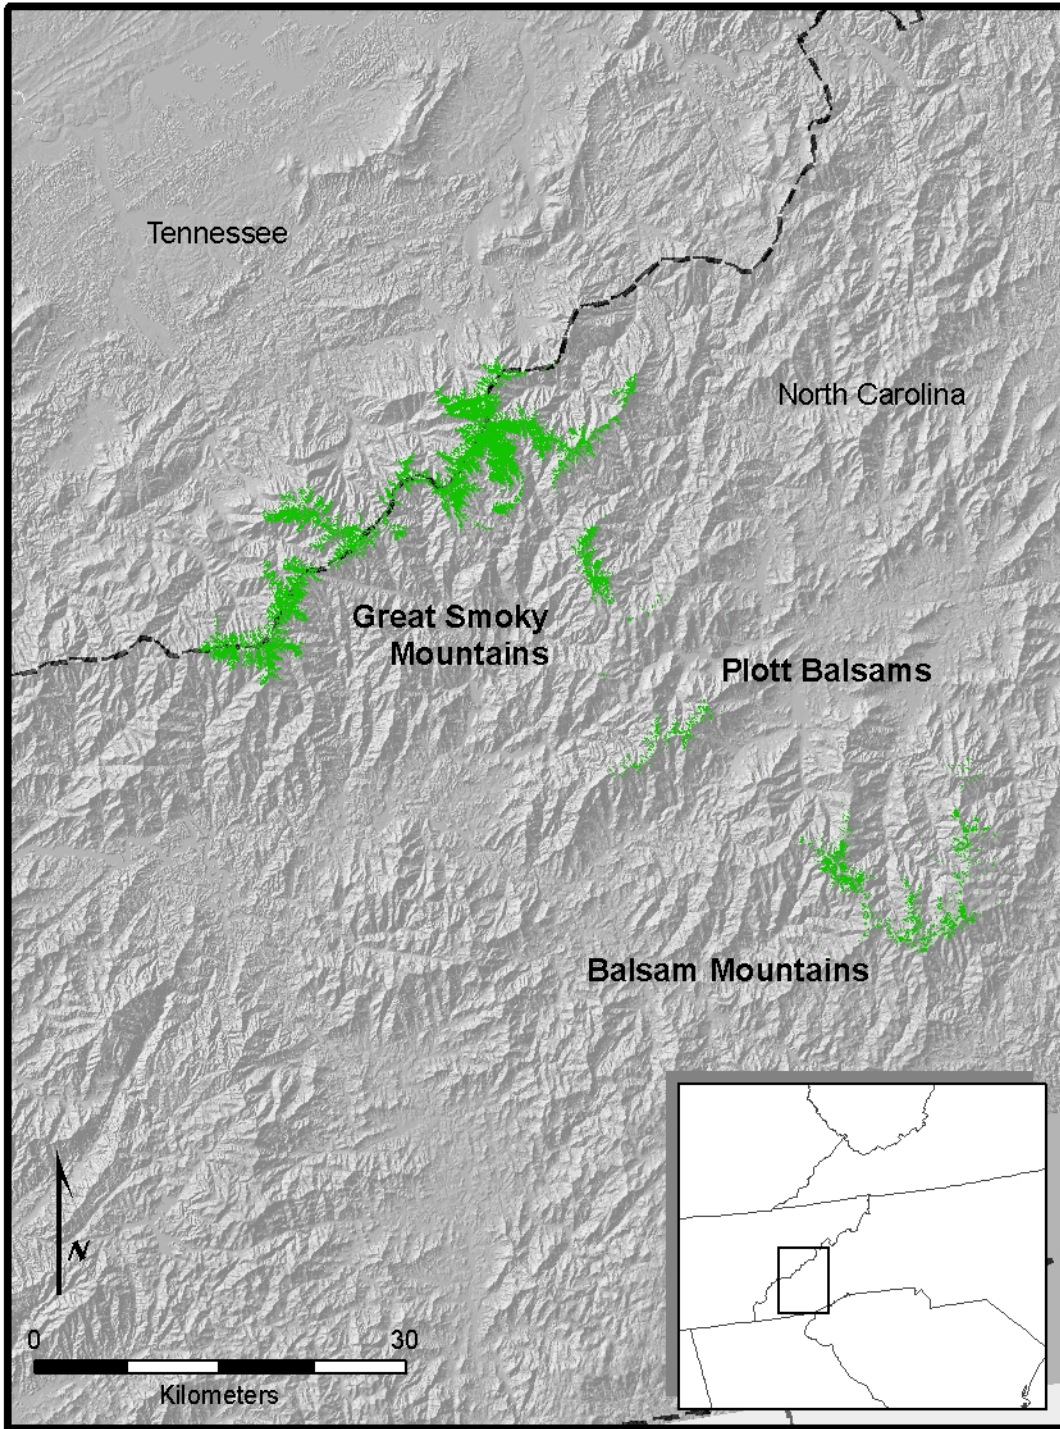 Tennessee
North Carolina
Great Smoky
Mountains
Plott Balsams
Balsam Mountains
N
0 30
Kilometers